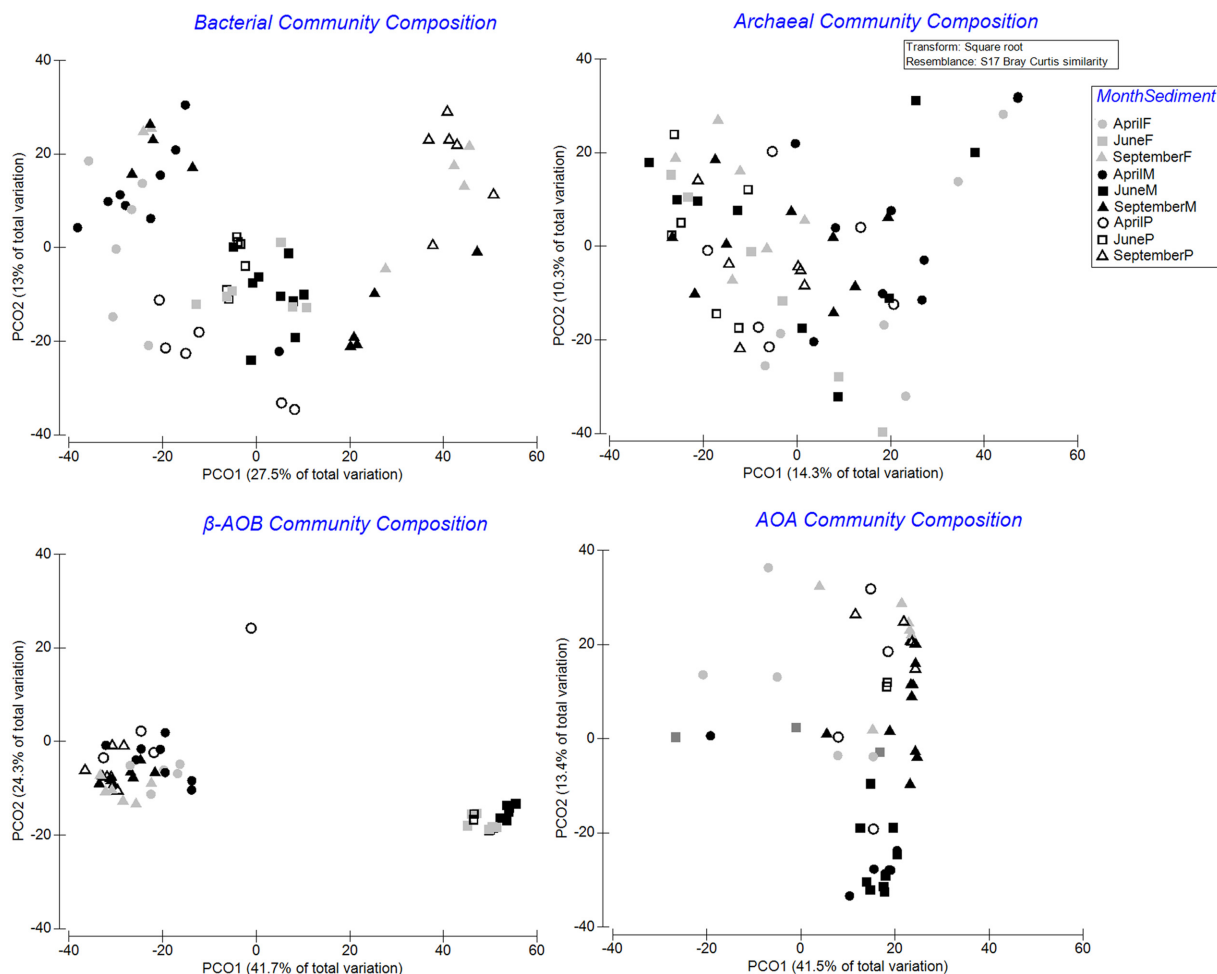 Bacterial Community Composition
40
20
0
-20
-40
PCO2 (13% of total variation)
-40
-20
0
20
40
60
PCO1 (27.5% of total variation)
Archaeal Community Composition
Transform: Square root
Resemblance: S17 Bray Curtis similarity
40
20
0
-20
-40
PCO2 (10.3% of total variation)
-40
-20
0
20
40
60
PCO1 (14.3% of total variation)
MonthSediment
AprilF
JuneF
SeptemberF
AprilM
JuneM
SeptemberM
AprilP
JuneP
SeptemberP
β-AOB Community Composition
40
20
0
-20
-40
PCO2 (24.3% of total variation)
-40
-20
0
20
40
60
PCO1 (41.7% of total variation)
AOA Community Composition
40
20
0
-20
-40
PCO2 (13.4% of total variation)
-40
-20
0
20
40
60
PCO1 (41.5% of total variation)